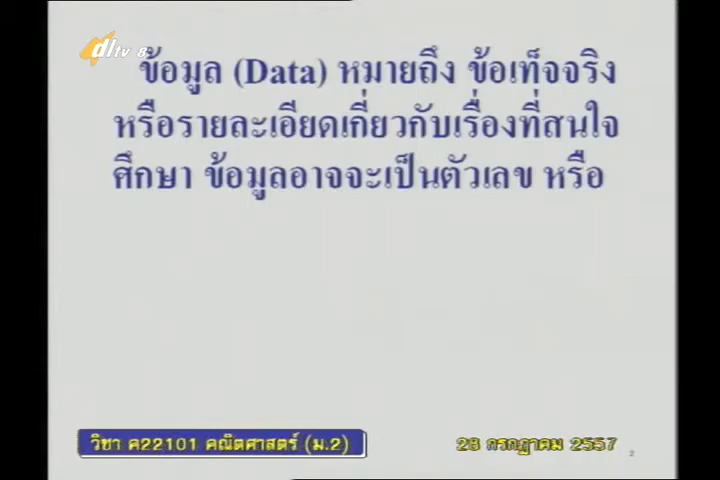 dltv 8
ข้อมูล (Data) หมายถึง ข้อเท็จจริง
หรือรายละเอียดเกี่ยวกับเรื่องที่สนใจ
ศึกษา ข้อมูลอาจจะเป็นตัวเลข หรือ
วิชา ค22101 คณิตศาสตร์ (ม.2)
23 กรกฎาคม 2557
2